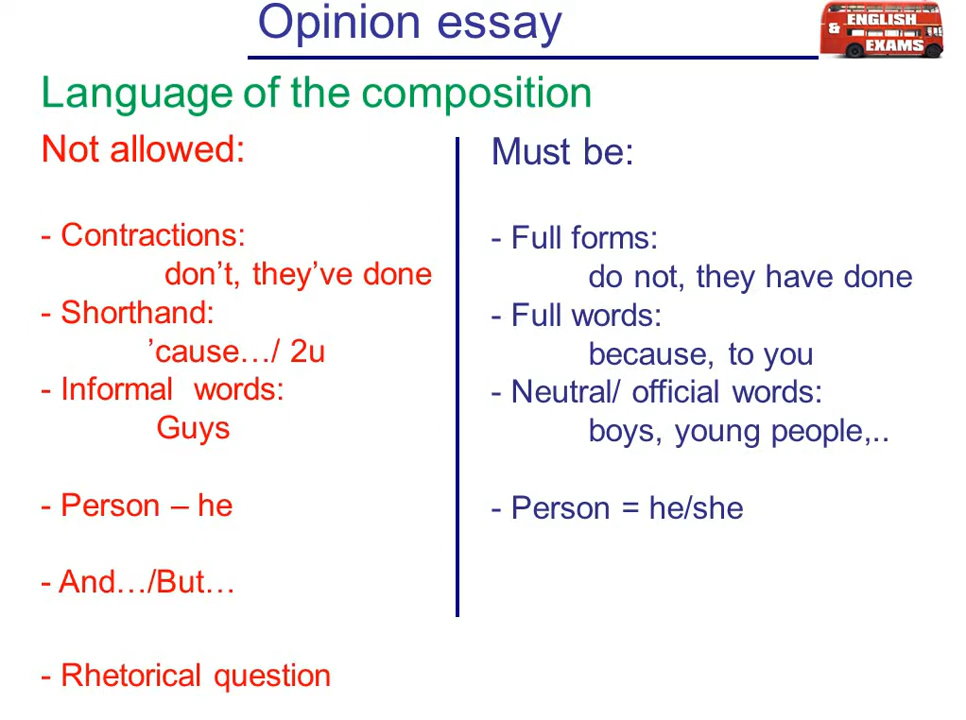 Opinion essay
ENGLISH
&
EXAMS
Language of the composition
Not allowed:
- Contractions:
don’t, they’ve done
- Shorthand:
’cause…/ 2u
- Informal words:
Guys
- Person – he
- And…/But…
- Rhetorical question
Must be:
- Full forms:
do not, they have done
- Full words:
because, to you
- Neutral/ official words:
boys, young people,..
- Person = he/she